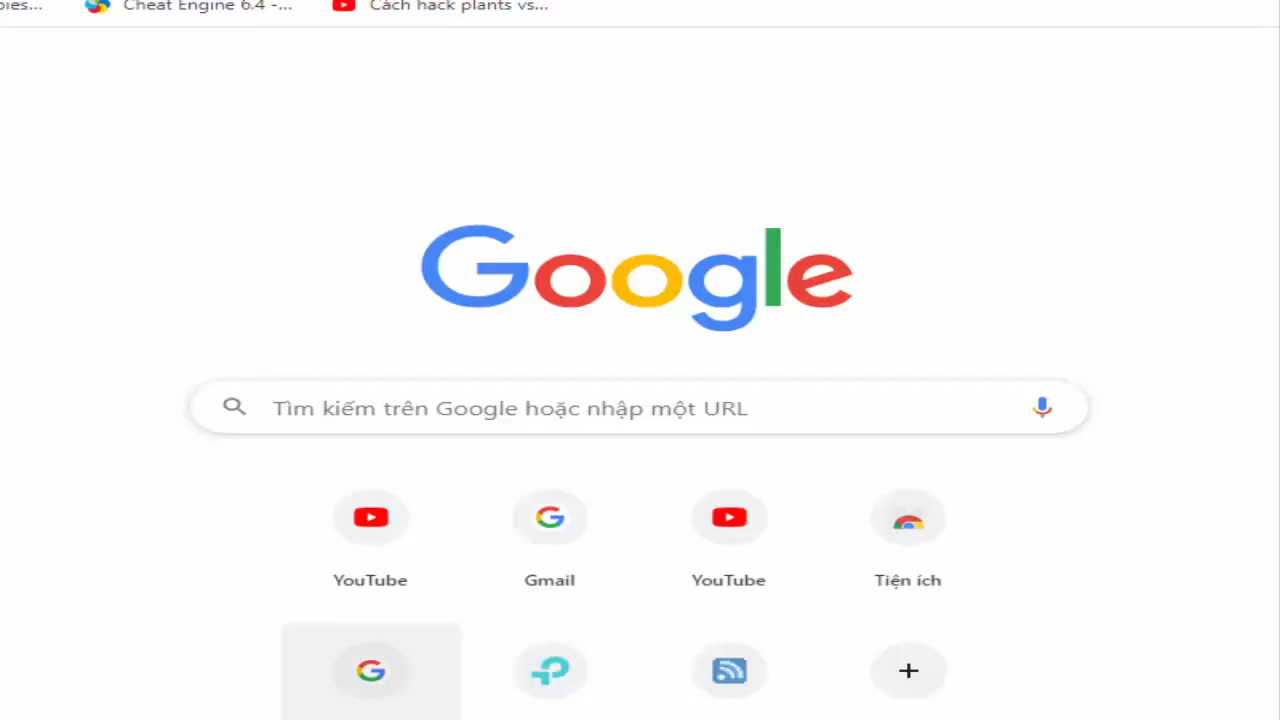 Cheat Engine 6.4 -... Cách hack plants vs...
Google
Tìm kiếm trên Google hoặc nhập một URL
YouTube Gmail YouTube Tiện ích